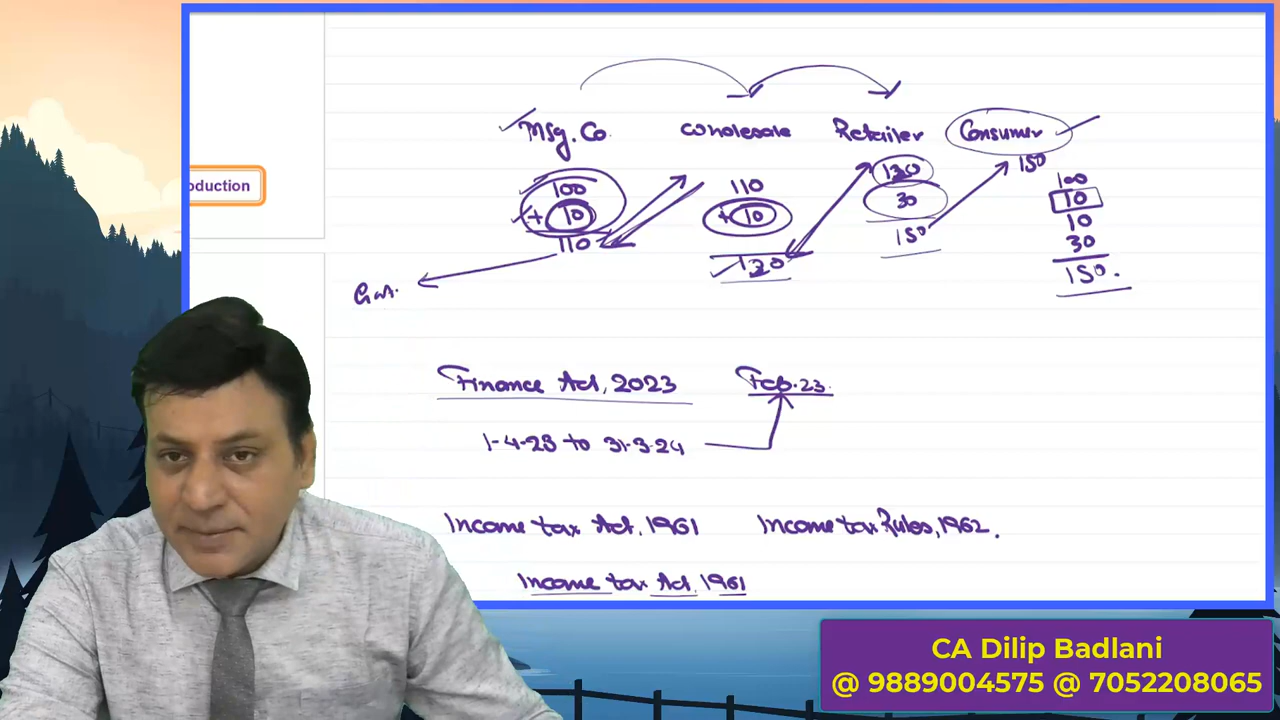 Mfg. Co. Wholesale Retailer Consumer
oduction
100 110 120 150
+ 10 + 10 30
110 120 150
100
10
10
30
150.
Govt.
Finance Act, 2023 Feb. 23.
1-4-23 to 31-3-24
Income tax Act, 1961 Income tax Rules, 1962.
Income tax Act, 1961
CA Dilip Badlani
@ 9889004575 @ 7052208065